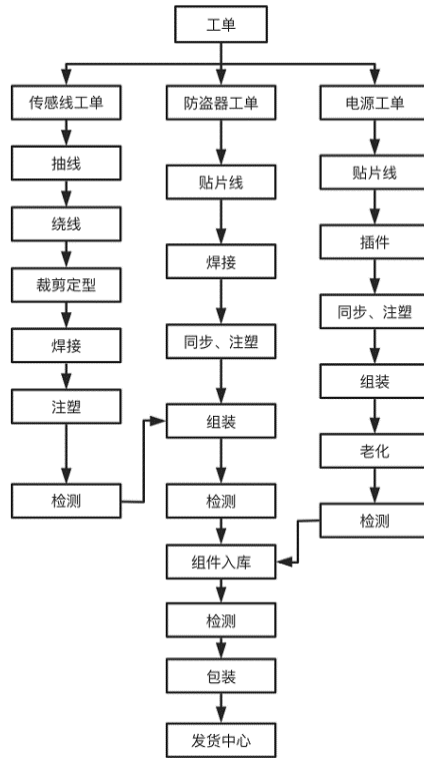 工单
传感线工单
防盗器工单
电源工单
抽线
贴片线
贴片线
绕线
插件
焊接
裁剪定型
同步、注塑
焊接
同步、注塑
组装
注塑
组装
老化
检测
检测
检测
组件入库
检测
包装
发货中心